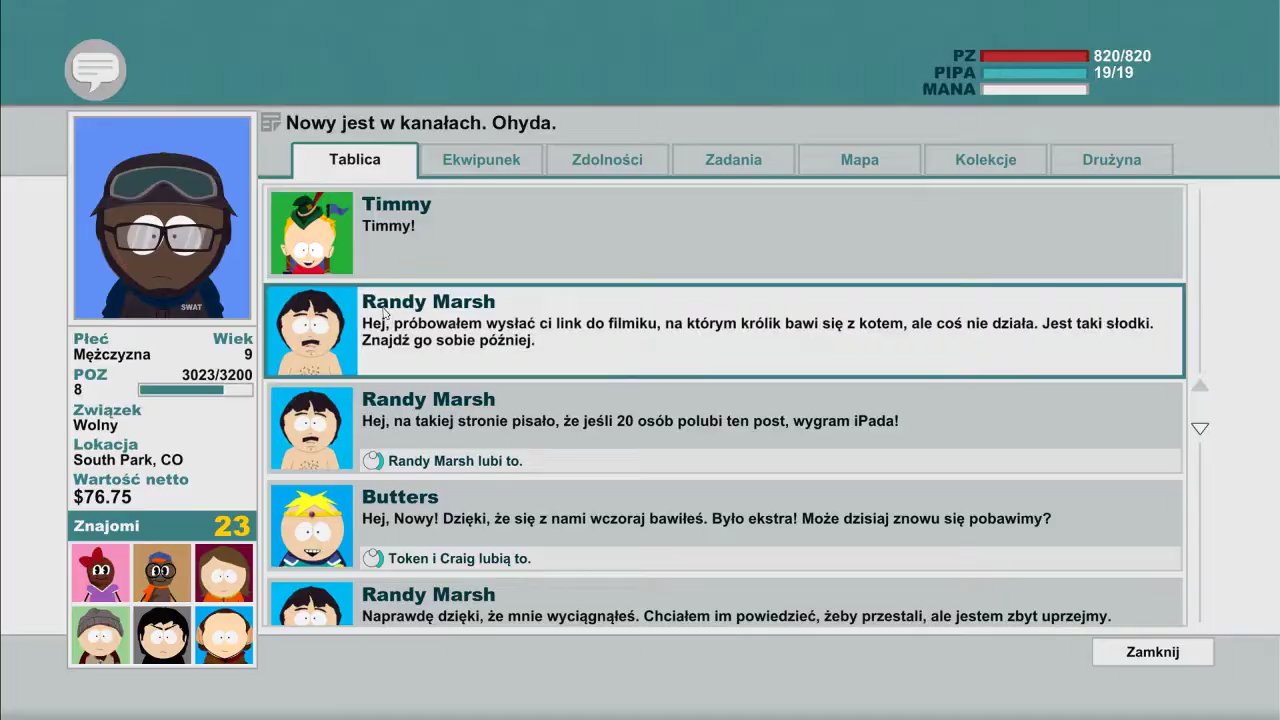 PZ 820/820
PIPA 19/19
MANA
Nowy jest w kanałach. Ohyda.
Tablica Ekwipunek Zdolności Zadania Mapa Kolekcje Drużyna
SWAT
Płeć Wiek
Mężczyzna 9
POZ 3023/3200
8
Związek
Wolny
Lokacja
South Park, CO
Wartość netto
$76.75
Znajomi 23
Timmy
Timmy!
Randy Marsh
Hej, próbowałem wysłać ci link do filmiku, na którym królik bawi się z kotem, ale coś nie działa. Jest taki słodki.
Znajdź go sobie później.
Randy Marsh
Hej, na takiej stronie pisało, że jeśli 20 osób polubi ten post, wygram iPada!
Randy Marsh lubi to.
Butters
Hej, Nowy! Dzięki, że się z nami wczoraj bawiłeś. Było ekstra! Może dzisiaj znowu się pobawimy?
Token i Craig lubią to.
Randy Marsh
Naprawdę dzięki, że mnie wyciągnąłeś. Chciałem im powiedzieć, żeby przestali, ale jestem zbyt uprzejmy.
Zamknij